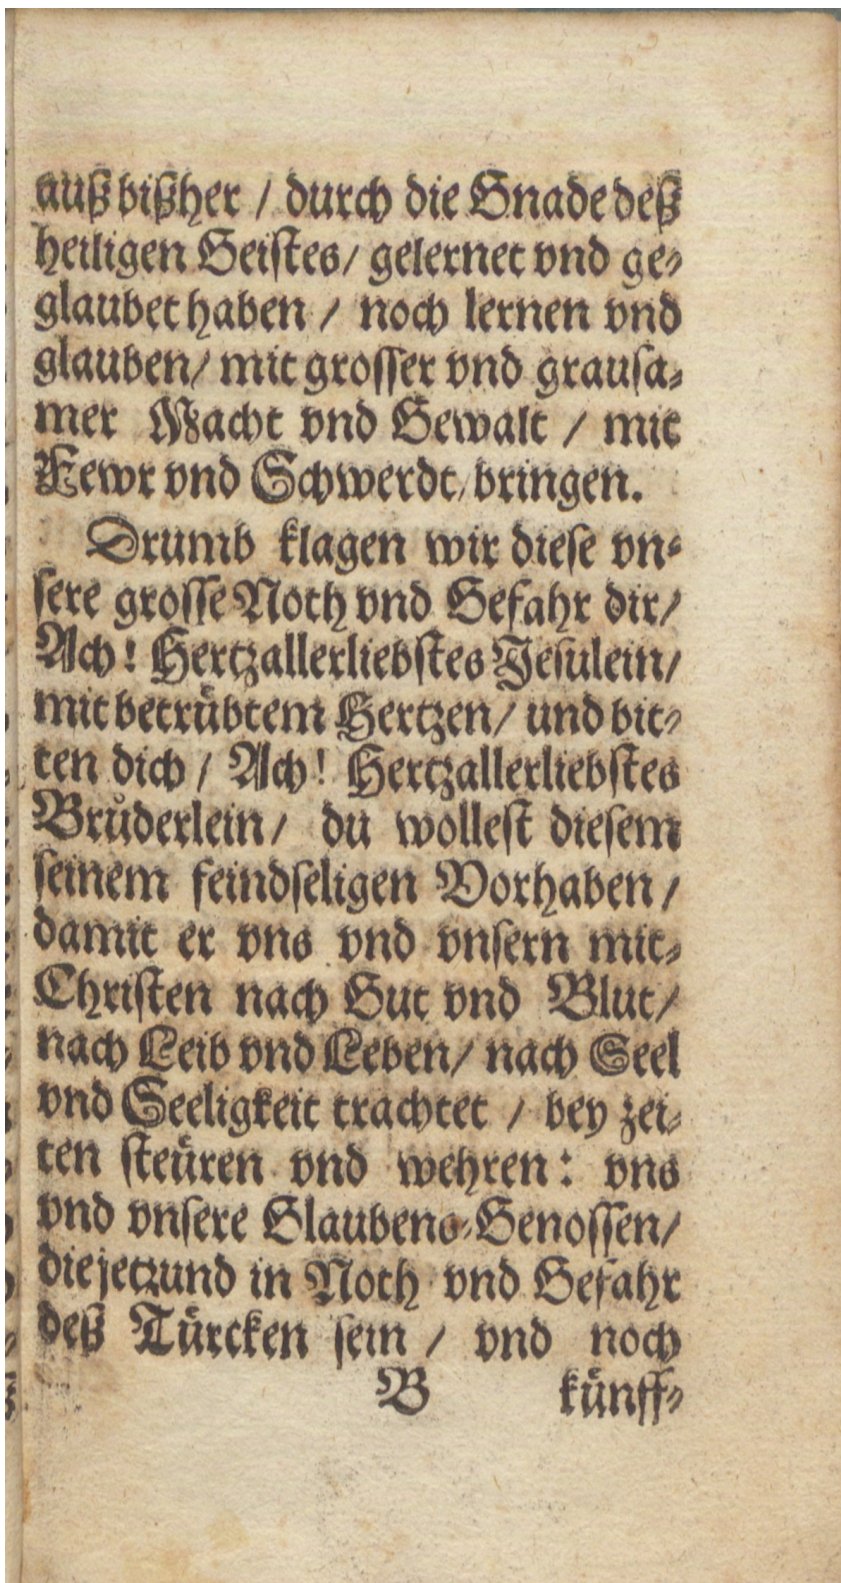 auß bißher / durch die Gnade deß
heiligen Geistes/ gelernet vnd ge-
glaubet haben / noch lernen vnd
glauben/ mit grosser vnd grausa-
mer Macht vnd Gewalt / mit
Fewr vnd Schwerdt/ bringen.
Drumb klagen wir diese vn-
sere grosse Noth vnd Gefahr dir/
Ach! Hertzallerliebstes Jesulein/
mit betrübtem Hertzen/ und bit-
ten dich / Ach! Hertzallerliebstes
Brüderlein/ du wollest diesem
seinem feindseligen Vorhaben/
damit er vns vnd vnsern mit-
Christen nach Gut vnd Blut/
nach Leib vnd Leben/ nach Seel
vnd Seeligkeit trachtet / bey zei-
ten steüren vnd wehren: vns
vnd vnsere Glaubens-Genossen/
die jetzund in Noth vnd Gefahr
deß Türcken sein / vnd noch
B künff-